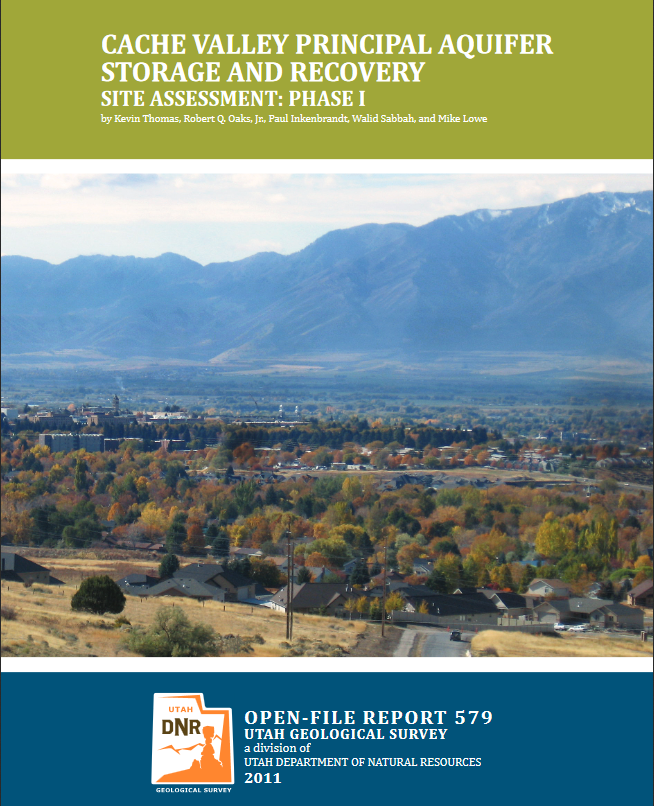 CACHE VALLEY PRINCIPAL AQUIFER
STORAGE AND RECOVERY
SITE ASSESSMENT: PHASE I
by Kevin Thomas, Robert Q. Oaks, Jr., Paul Inkenbrandt, Walid Sabbah, and Mike Lowe
UTAH
DNR
GEOLOGICAL SURVEY
OPEN-FILE REPORT 579
UTAH GEOLOGICAL SURVEY
a division of
UTAH DEPARTMENT OF NATURAL RESOURCES
2011